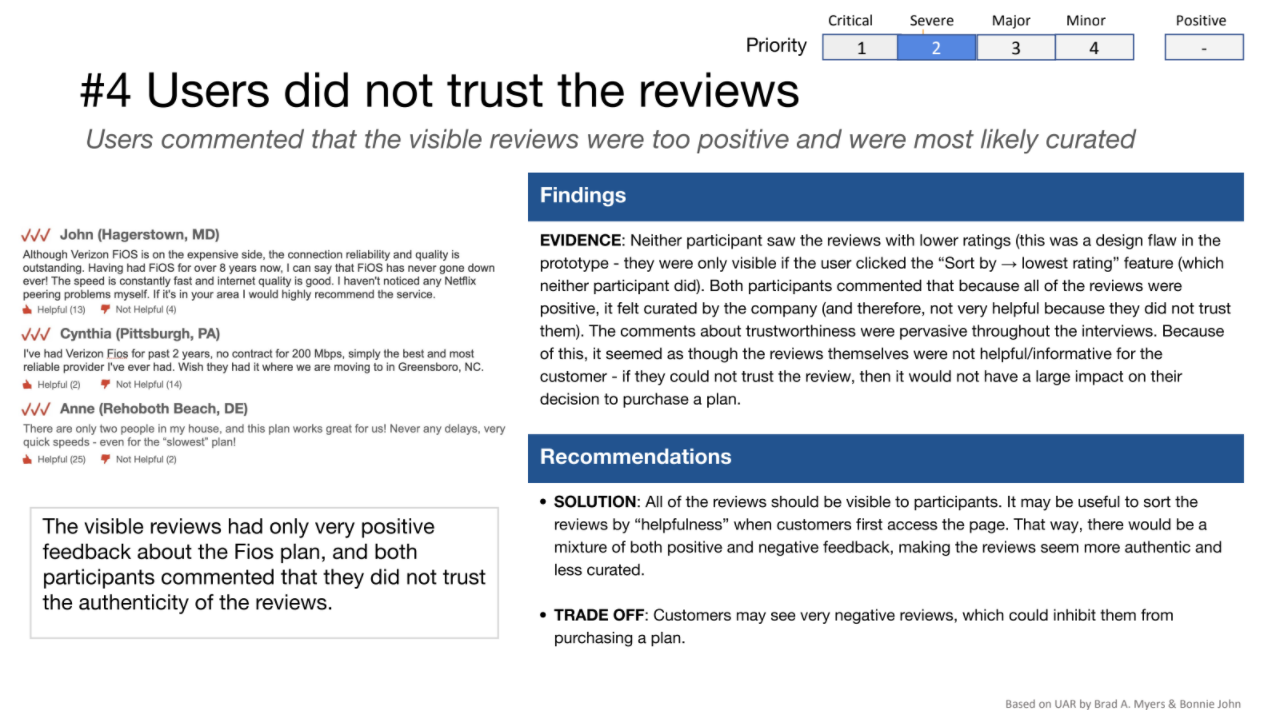 Critical Severe Major Minor Positive
Priority 1 2 3 4 -
#4 Users did not trust the reviews
Users commented that the visible reviews were too positive and were most likely curated
John (Hagerstown, MD)
Although Verizon FiOS is on the expensive side, the connection reliability and quality is
outstanding. Having had FiOS for over 8 years now, I can say that FiOS has never gone down
ever! The speed is constantly fast and internet quality is good. I haven't noticed any Netflix
peering problems myself. If it's in your area I would highly recommend the service.
Helpful (13) Not Helpful (4)
Cynthia (Pittsburgh, PA)
I've had Verizon Fios for past 2 years, no contract for 200 Mbps, simply the best and most
reliable provider I've ever had. Wish they had it where we are moving to in Greensboro, NC.
Helpful (2) Not Helpful (14)
Anne (Rehoboth Beach, DE)
There are only two people in my house, and this plan works great for us! Never any delays, very
quick speeds - even for the “slowest” plan!
Helpful (25) Not Helpful (2)
The visible reviews had only very positive
feedback about the Fios plan, and both
participants commented that they did not trust
the authenticity of the reviews.
Findings
EVIDENCE: Neither participant saw the reviews with lower ratings (this was a design flaw in the
prototype - they were only visible if the user clicked the “Sort by → lowest rating” feature (which
neither participant did). Both participants commented that because all of the reviews were
positive, it felt curated by the company (and therefore, not very helpful because they did not trust
them). The comments about trustworthiness were pervasive throughout the interviews. Because
of this, it seemed as though the reviews themselves were not helpful/informative for the
customer - if they could not trust the review, then it would not have a large impact on their
decision to purchase a plan.
Recommendations
• SOLUTION: All of the reviews should be visible to participants. It may be useful to sort the
reviews by “helpfulness” when customers first access the page. That way, there would be a
mixture of both positive and negative feedback, making the reviews seem more authentic and
less curated.
• TRADE OFF: Customers may see very negative reviews, which could inhibit them from
purchasing a plan.
Based on UAR by Brad A. Myers & Bonnie John